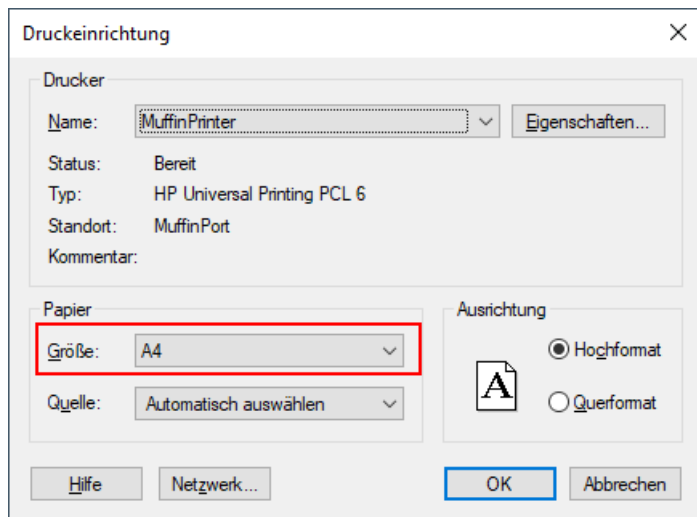 Druckeinrichtung
Drucker
Name: MuffinPrinter Eigenschaften...
Status: Bereit
Typ: HP Universal Printing PCL 6
Standort: MuffinPort
Kommentar:
Papier
Größe: A4
Quelle: Automatisch auswählen
Ausrichtung
A
Hochformat
Querformat
Hilfe Netzwerk... OK Abbrechen